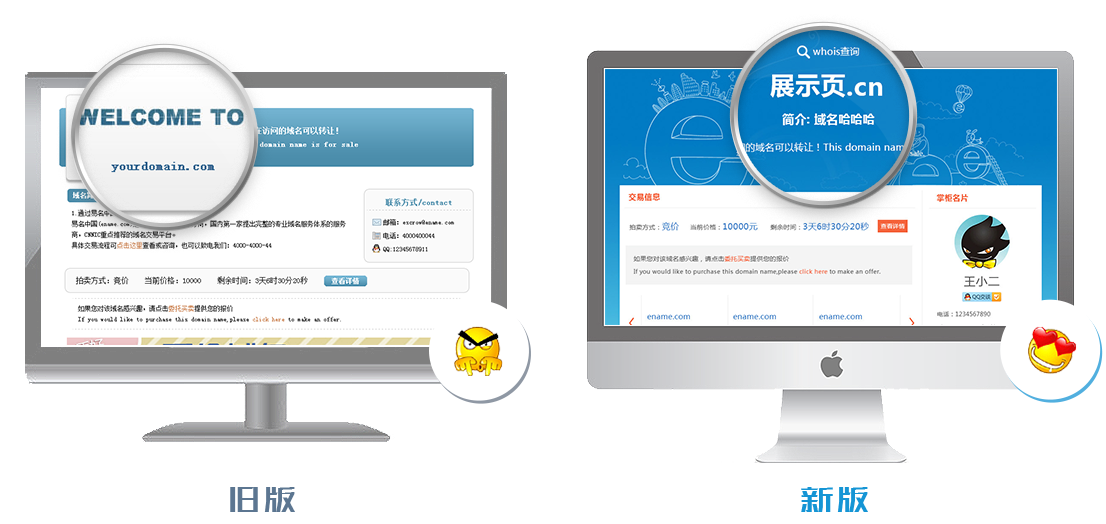 WELCOME TO
yourdomain.com
在访问的域名可以转让！
domain name is for sale
域名
1.通过易名中
易名中国(ename.com)
时间，国内第一家提出完整的专业域名服务体系的服务
商，CNNIC重点推荐的域名交易平台。
具体交易流程可点击这里查看或咨询，也可以致电我们：4000-4000-44
联系方式/contact
邮箱：escrow@ename.com
电话：4000400044
QQ:12345678911
拍卖方式：竞价 当前价格：10000 剩余时间：3天6时30分20秒 查看详情
如果您对该域名感兴趣，请点击委托买卖提供您的报价
If you would like to purchase this domain name,please click here to make an offer.
旧版
whois查询
展示页.cn
简介: 域名哈哈哈
的域名可以转让！This domain nam
交易信息
拍卖方式：竞价 当前价格：10000元 剩余时间：3天6时30分20秒 查看详情
如果您对该域名感兴趣，请点击委托买卖提供您的报价
If you would like to purchase this domain name,please click here to make an offer.
ename.com ename.com ename.com
掌柜名片
王小二
QQ交谈
电话：1234567890
新版